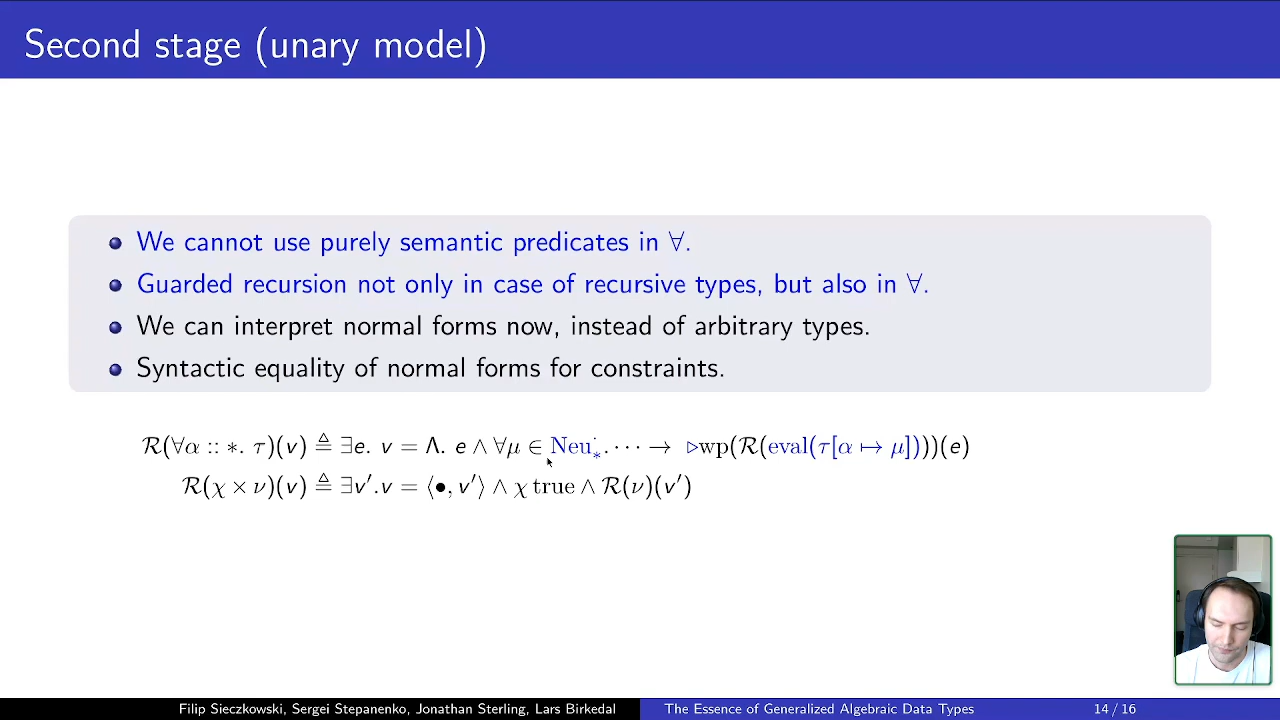 Second stage (unary model)
We cannot use purely semantic predicates in ∀.
Guarded recursion not only in case of recursive types, but also in ∀.
We can interpret normal forms now, instead of arbitrary types.
Syntactic equality of normal forms for constraints.
ℛ(∀α :: ∗. τ)(v) ≜ ∃e. v = Λ. e ∧ ∀μ ∈ Neu∗˙. ⋯ → ▷wp(ℛ(eval(τ[α ↦ μ])))(e)
ℛ(χ × ν)(v) ≜ ∃v′.v = ⟨•, v′⟩ ∧ χ true ∧ ℛ(ν)(v′)
Filip Sieczkowski, Sergei Stepanenko, Jonathan Sterling, Lars Birkedal The Essence of Generalized Algebraic Data Types 14 / 16